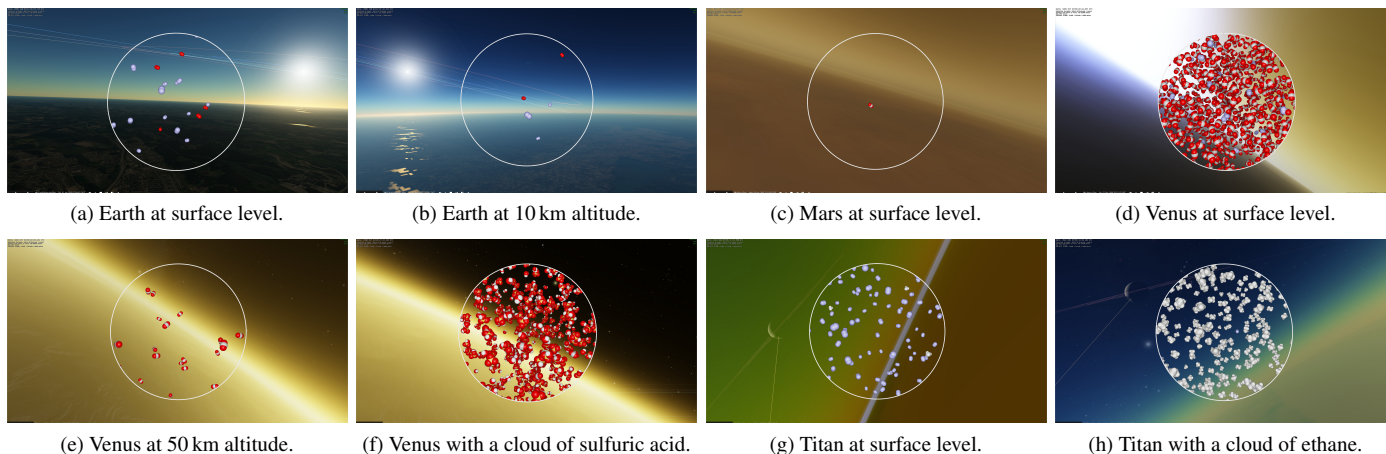 (a) Earth at surface level.
(b) Earth at 10 km altitude.
(c) Mars at surface level.
(d) Venus at surface level.
(e) Venus at 50 km altitude.
(f) Venus with a cloud of sulfuric acid.
(g) Titan at surface level.
(h) Titan with a cloud of ethane.